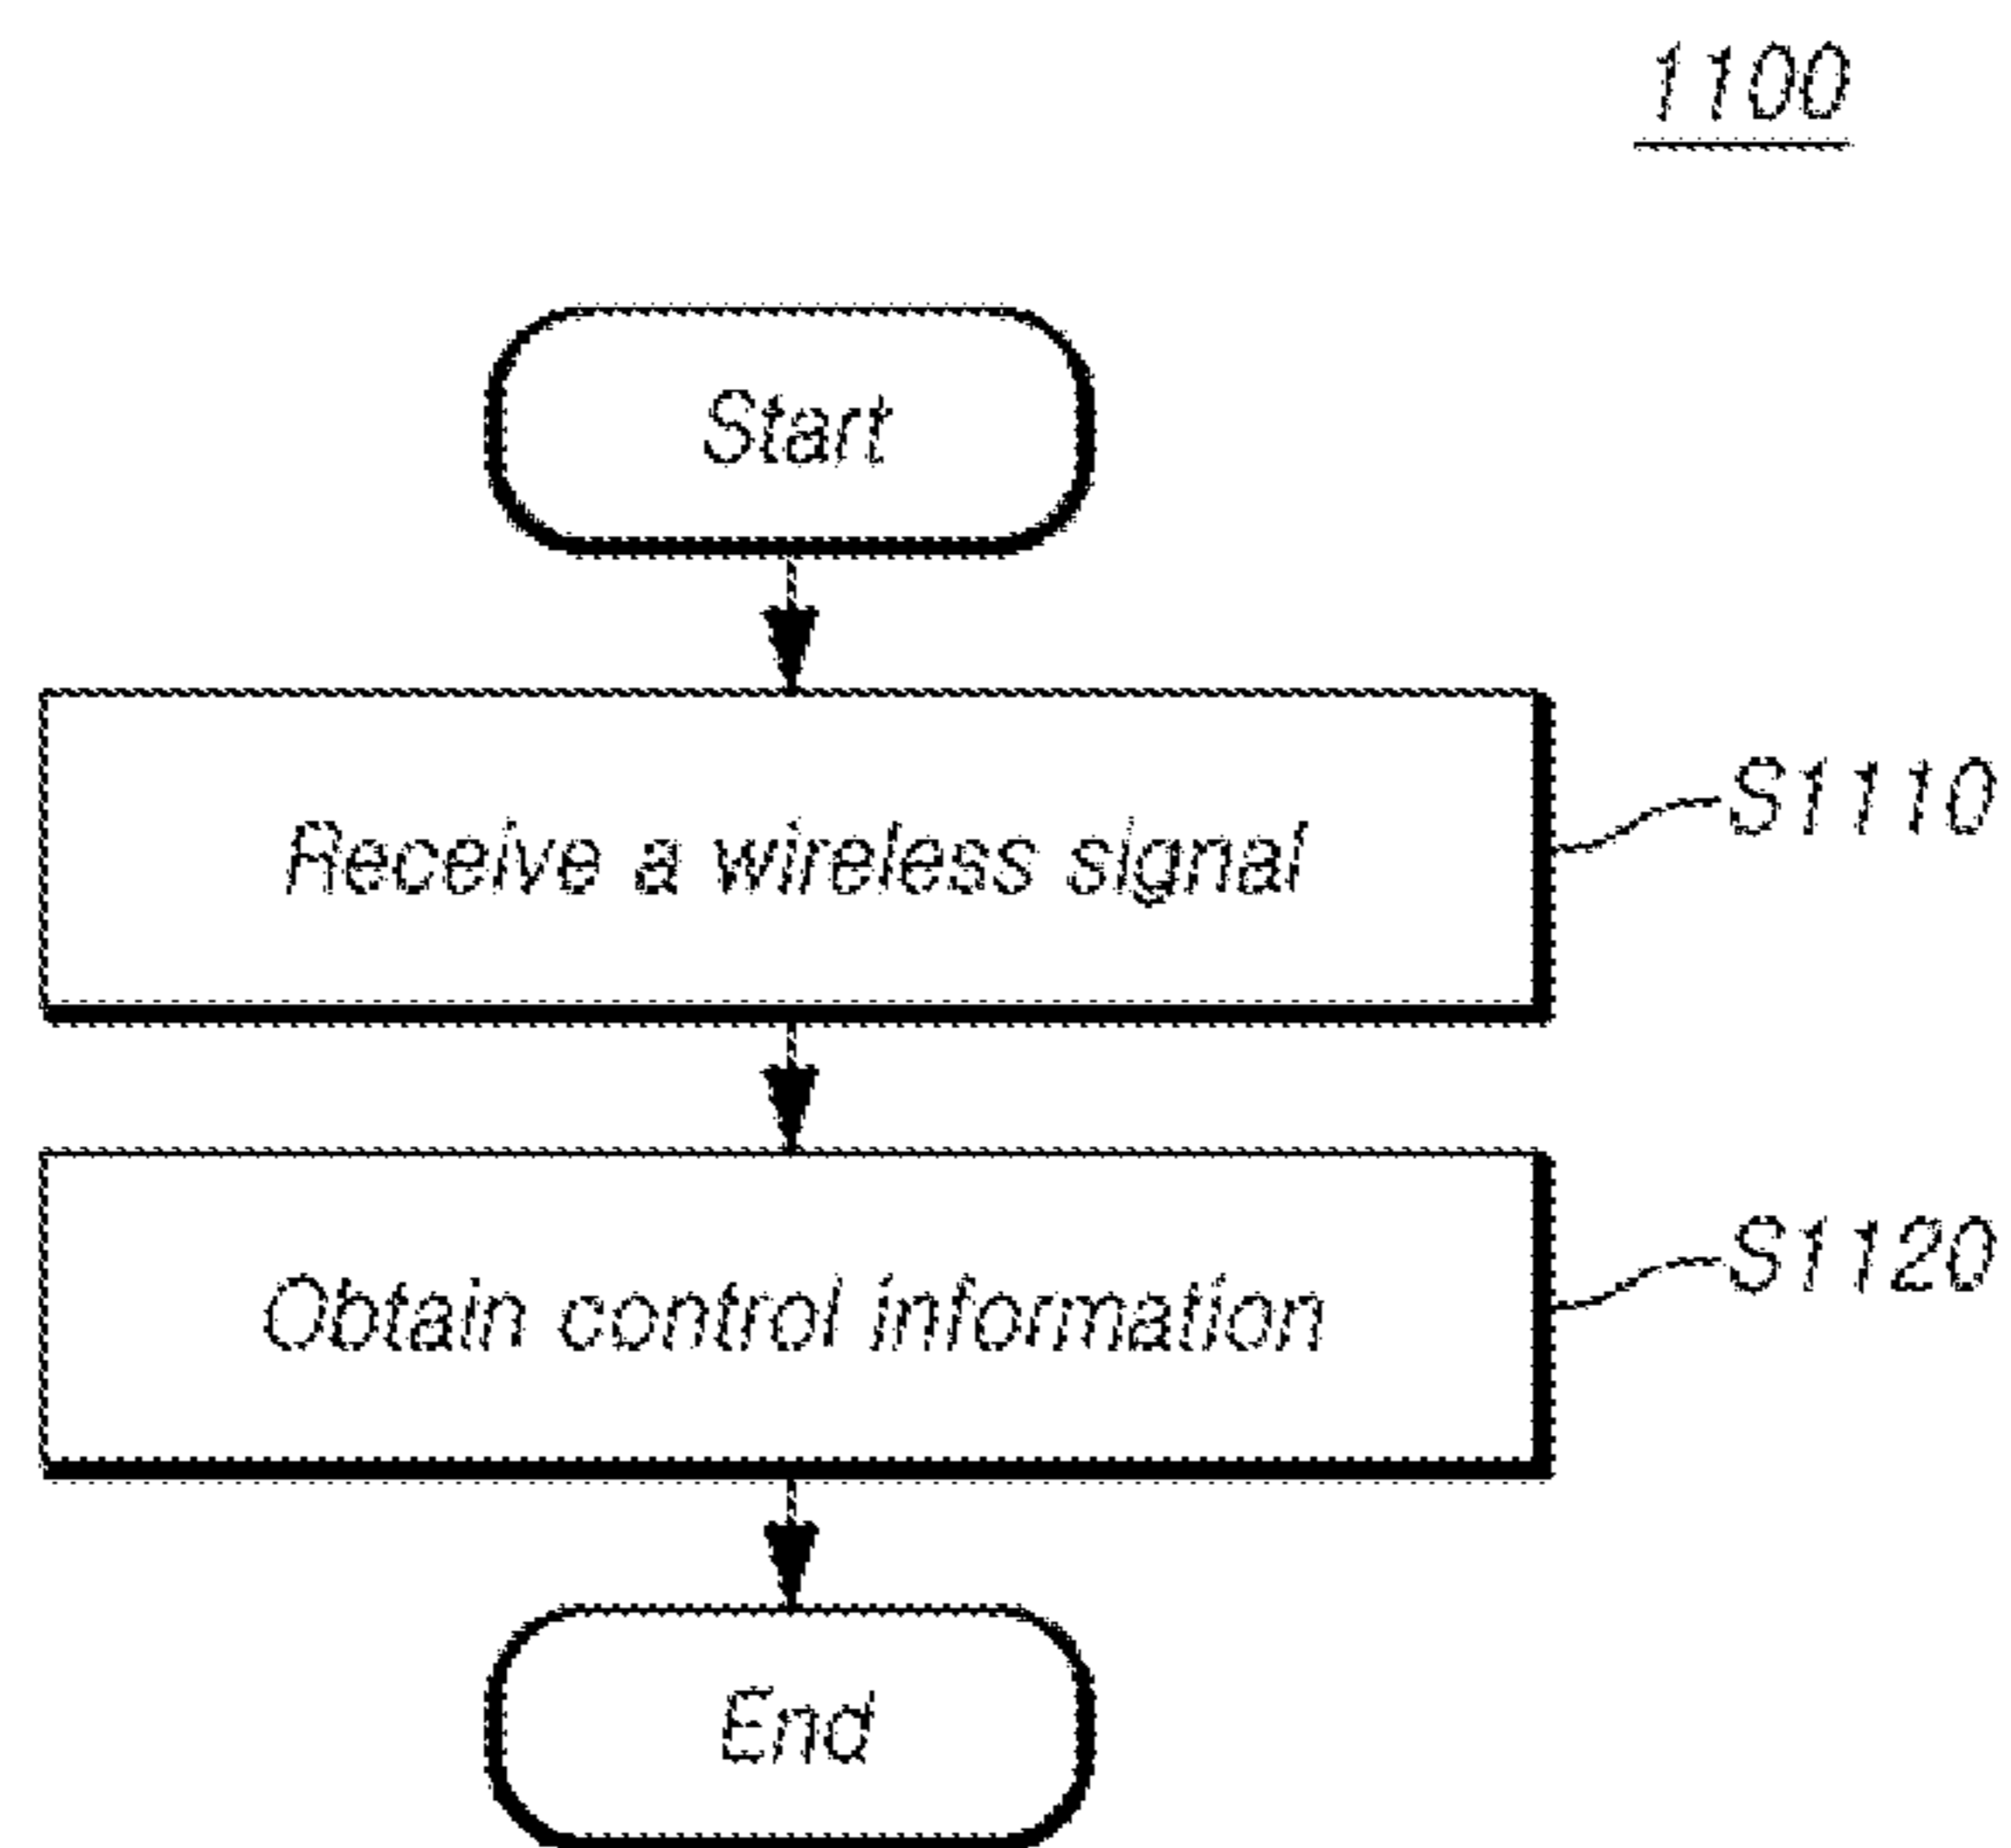 1100
Start
Receive a wireless signal
S1110
Obtain control information
S1120
End